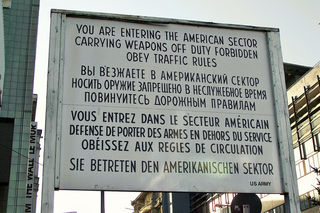 YOU ARE ENTERING THE AMERICAN SECTOR
CARRYING WEAPONS OFF DUTY FORBIDDEN
OBEY TRAFFIC RULES
ВЫ ВЪЕЗЖАЕТЕ В АМЕРИКАНСКИЙ СЕКТОР
НОСИТЬ ОРУЖИЕ ЗАПРЕЩЕНО В НЕСЛУЖЕБНОЕ ВРЕМЯ
ПОВИНУЙТЕСЬ ДОРОЖНЫМ ПРАВИЛАМ
VOUS ENTREZ DANS LE SECTEUR AMÉRICAIN
DÉFENSE DE PORTER DES ARMES EN DEHORS DU SERVICE
OBÉISSEZ AUX RÈGLES DE CIRCULATION
SIE BETRETEN DEN AMERIKANISCHEN SEKTOR
US ARMY
THE WALL